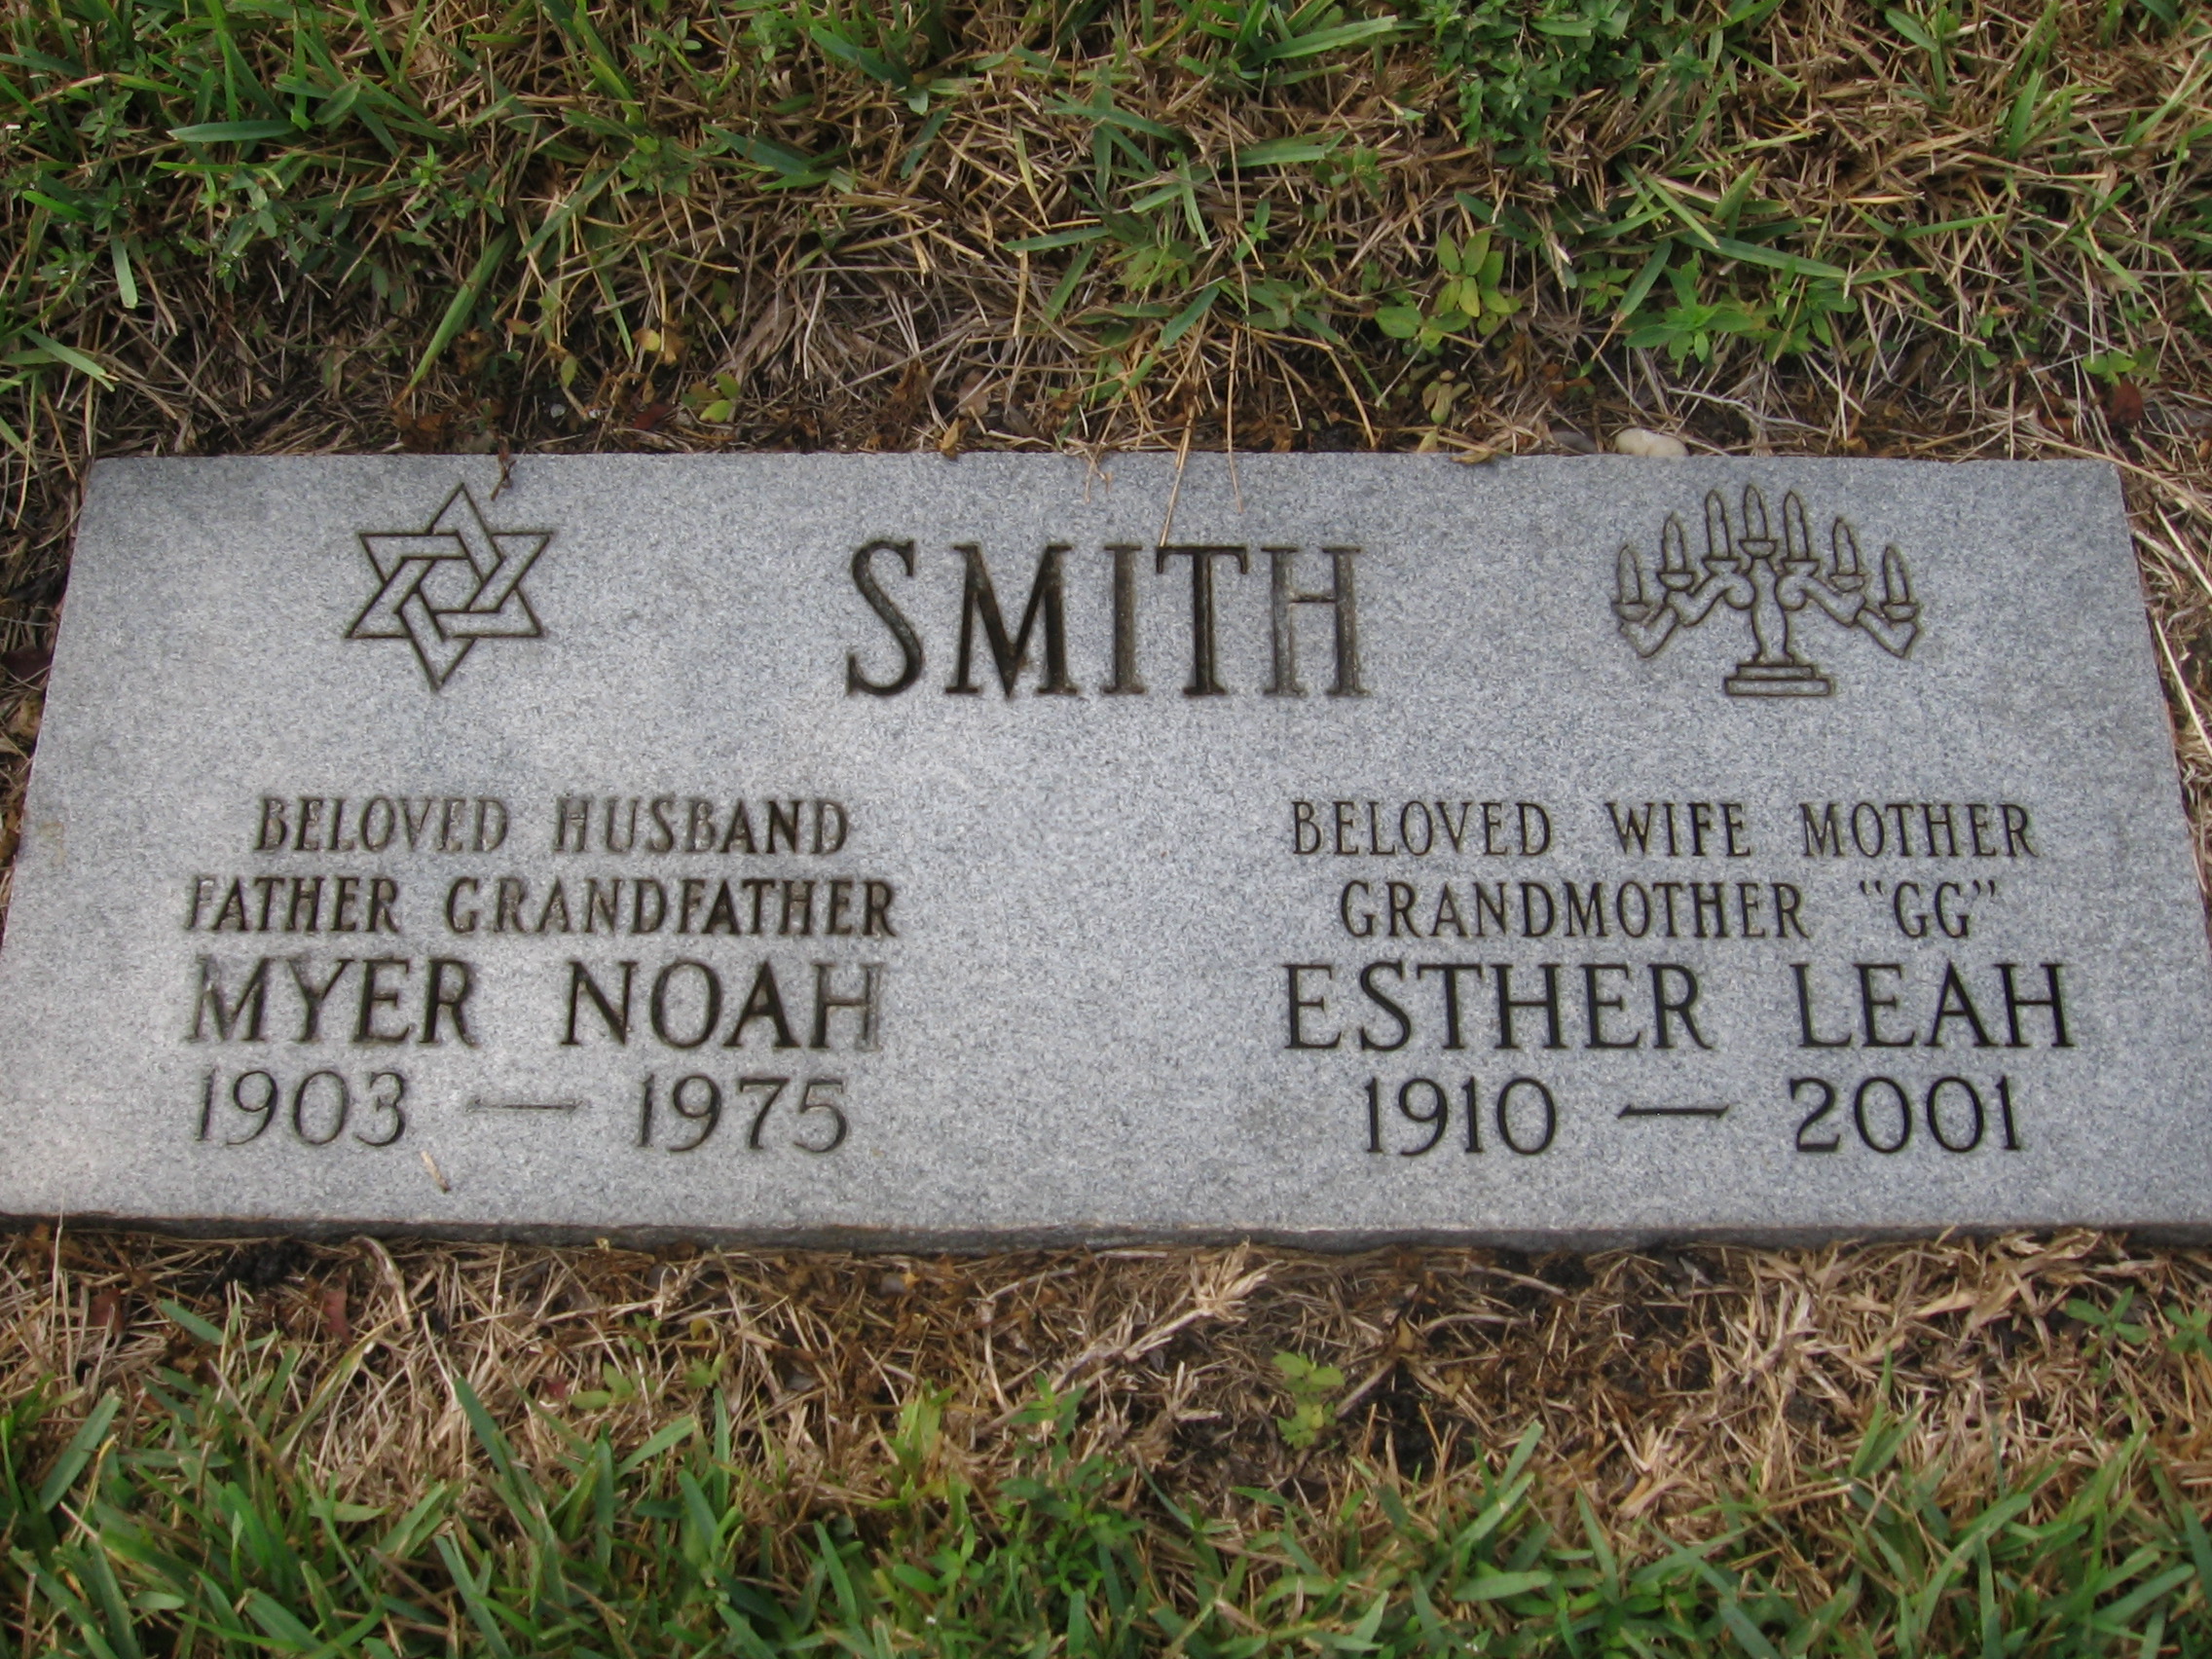 SMITH
BELOVED HUSBAND
FATHER GRANDFATHER
MYER NOAH
1903 — 1975
BELOVED WIFE MOTHER
GRANDMOTHER "GG"
ESTHER LEAH
1910 — 2001